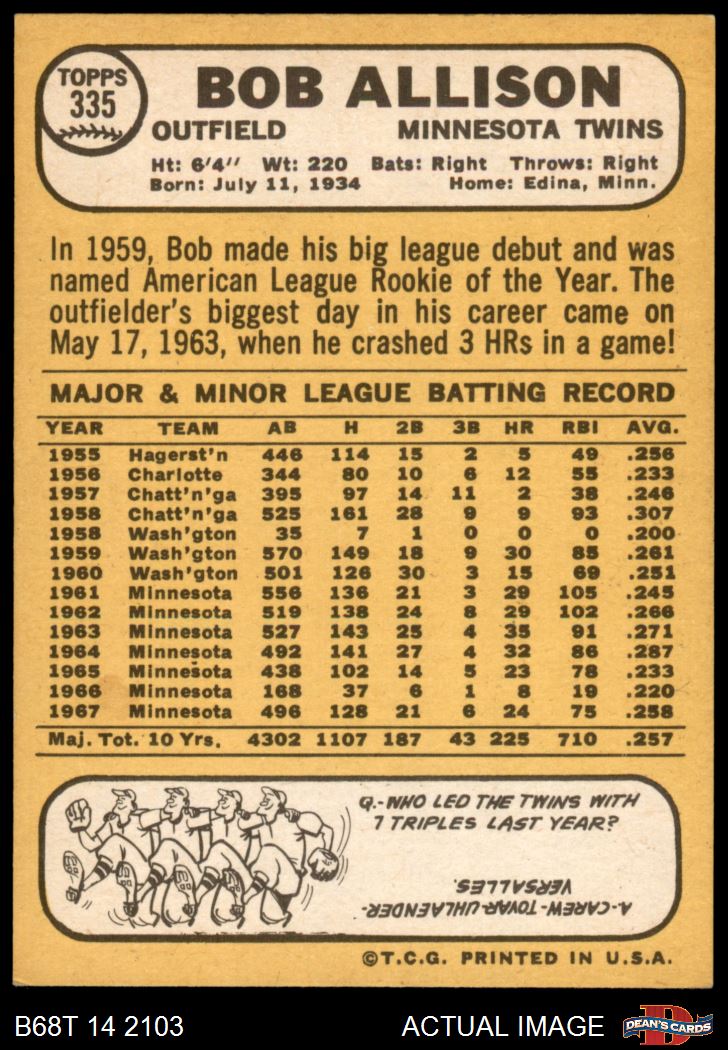 TOPPS
335
BOB ALLISON
OUTFIELD MINNESOTA TWINS
Ht: 6'4" Wt: 220 Bats: Right Throws: Right
Born: July 11, 1934 Home: Edina, Minn.
In 1959, Bob made his big league debut and was
named American League Rookie of the Year. The
outfielder's biggest day in his career came on
May 17, 1963, when he crashed 3 HRs in a game!
MAJOR & MINOR LEAGUE BATTING RECORD
YEAR TEAM AB H 2B 3B HR RBI AVG.
1955 Hagerst'n 446 114 15 2 5 49 .256
1956 Charlotte 344 80 10 6 12 55 .233
1957 Chatt'n'ga 395 97 14 11 2 38 .246
1958 Chatt'n'ga 525 161 28 9 9 93 .307
1958 Wash'gton 35 7 1 0 0 0 .200
1959 Wash'gton 570 149 18 9 30 85 .261
1960 Wash'gton 501 126 30 3 15 69 .251
1961 Minnesota 556 136 21 3 29 105 .245
1962 Minnesota 519 138 24 8 29 102 .266
1963 Minnesota 527 143 25 4 35 91 .271
1964 Minnesota 492 141 27 4 32 86 .287
1965 Minnesota 438 102 14 5 23 78 .233
1966 Minnesota 168 37 6 1 8 19 .220
1967 Minnesota 496 128 21 6 24 75 .258
Maj. Tot. 10 Yrs. 4302 1107 187 43 225 710 .257
Q.-WHO LED THE TWINS WITH
7 TRIPLES LAST YEAR?
A.-CAREW-TOVAR-UHLAENDER-
VERSALLES.
©T.C.G. PRINTED IN U.S.A.
B68T 14 2103 ACTUAL IMAGE
D
DEAN'S CARDS